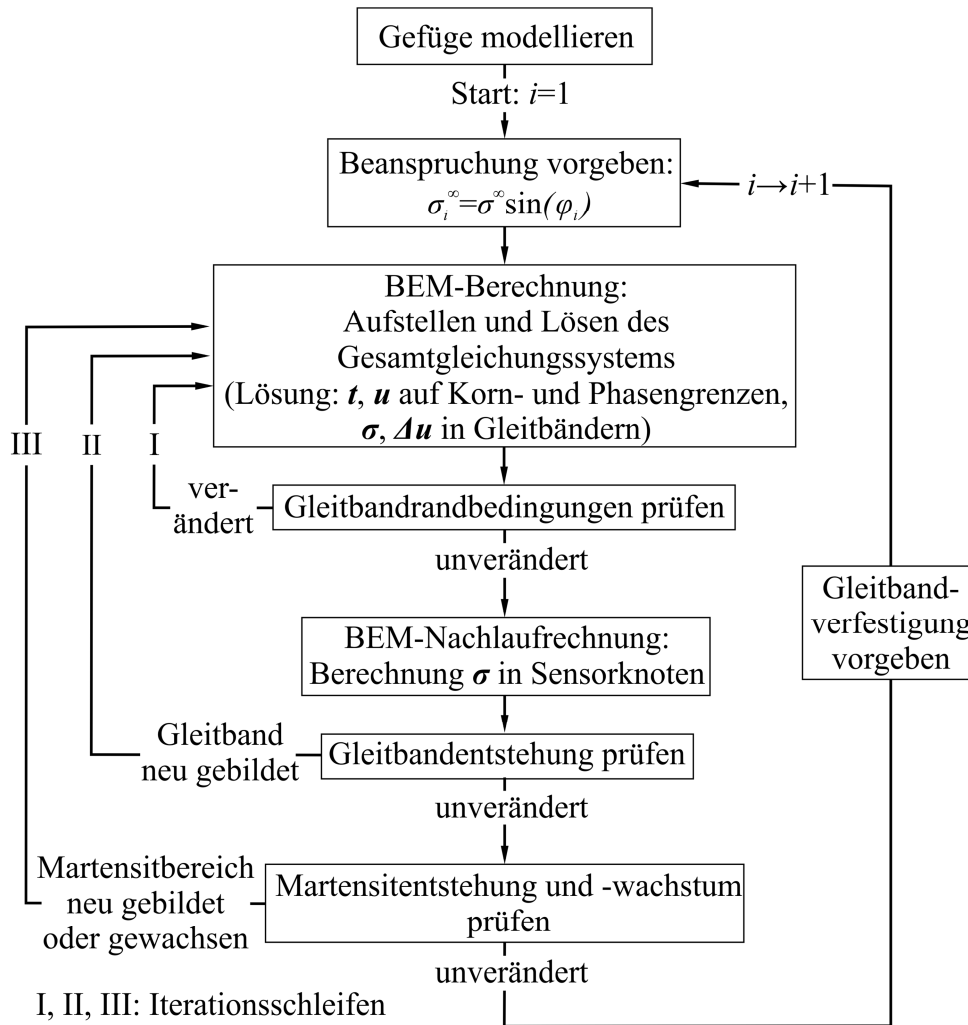 Gefüge modellieren
Start: i=1
Beanspruchung vorgeben:
σᵢ^∞=σ^∞sin(φᵢ)
i→i+1
BEM-Berechnung:
Aufstellen und Lösen des
Gesamtgleichungssystems
(Lösung: t, u auf Korn- und Phasengrenzen,
σ, Δu in Gleitbändern)
III
II
I
ver-
ändert
Gleitbandrandbedingungen prüfen
unverändert
Gleitband-
verfestigung
vorgeben
BEM-Nachlaufrechnung:
Berechnung σ in Sensorknoten
Gleitband
neu gebildet
Gleitbandentstehung prüfen
unverändert
Martensitbereich
neu gebildet
oder gewachsen
Martensitentstehung und -wachstum
prüfen
unverändert
I, II, III: Iterationsschleifen